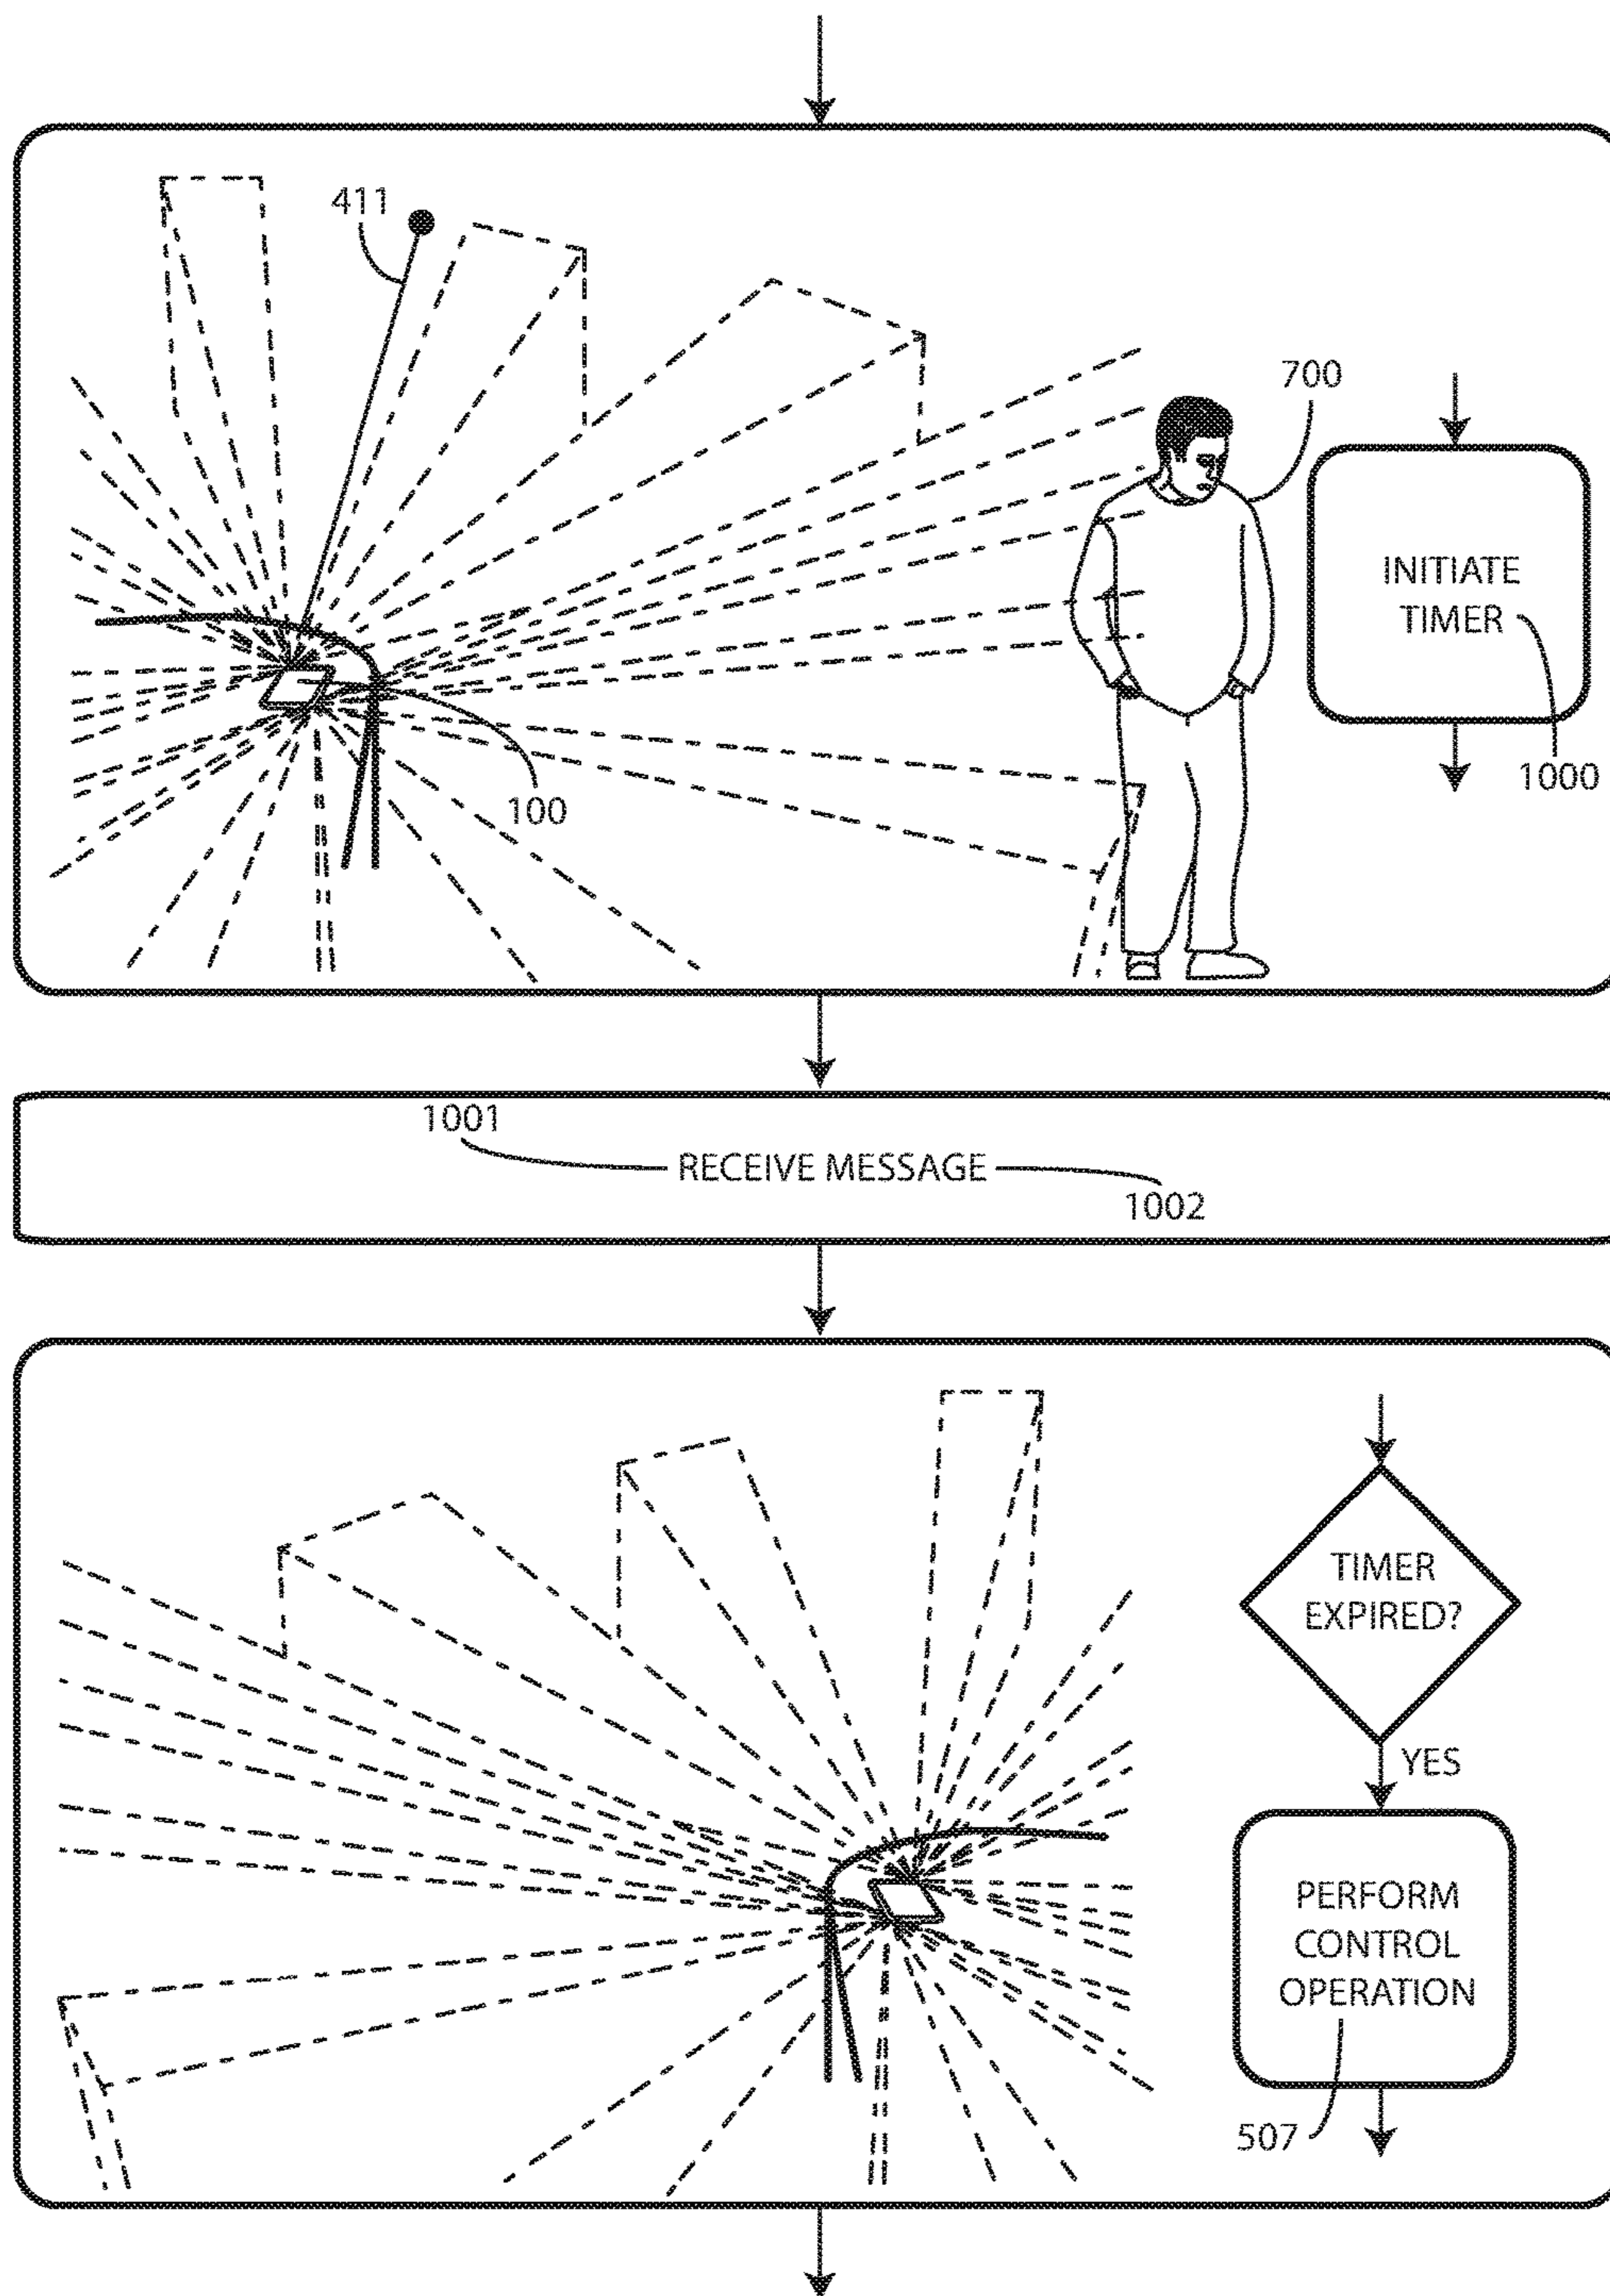 411
700
INITIATE
TIMER
1000
100
1001
RECEIVE MESSAGE
1002
TIMER
EXPIRED?
YES
PERFORM
CONTROL
OPERATION
507